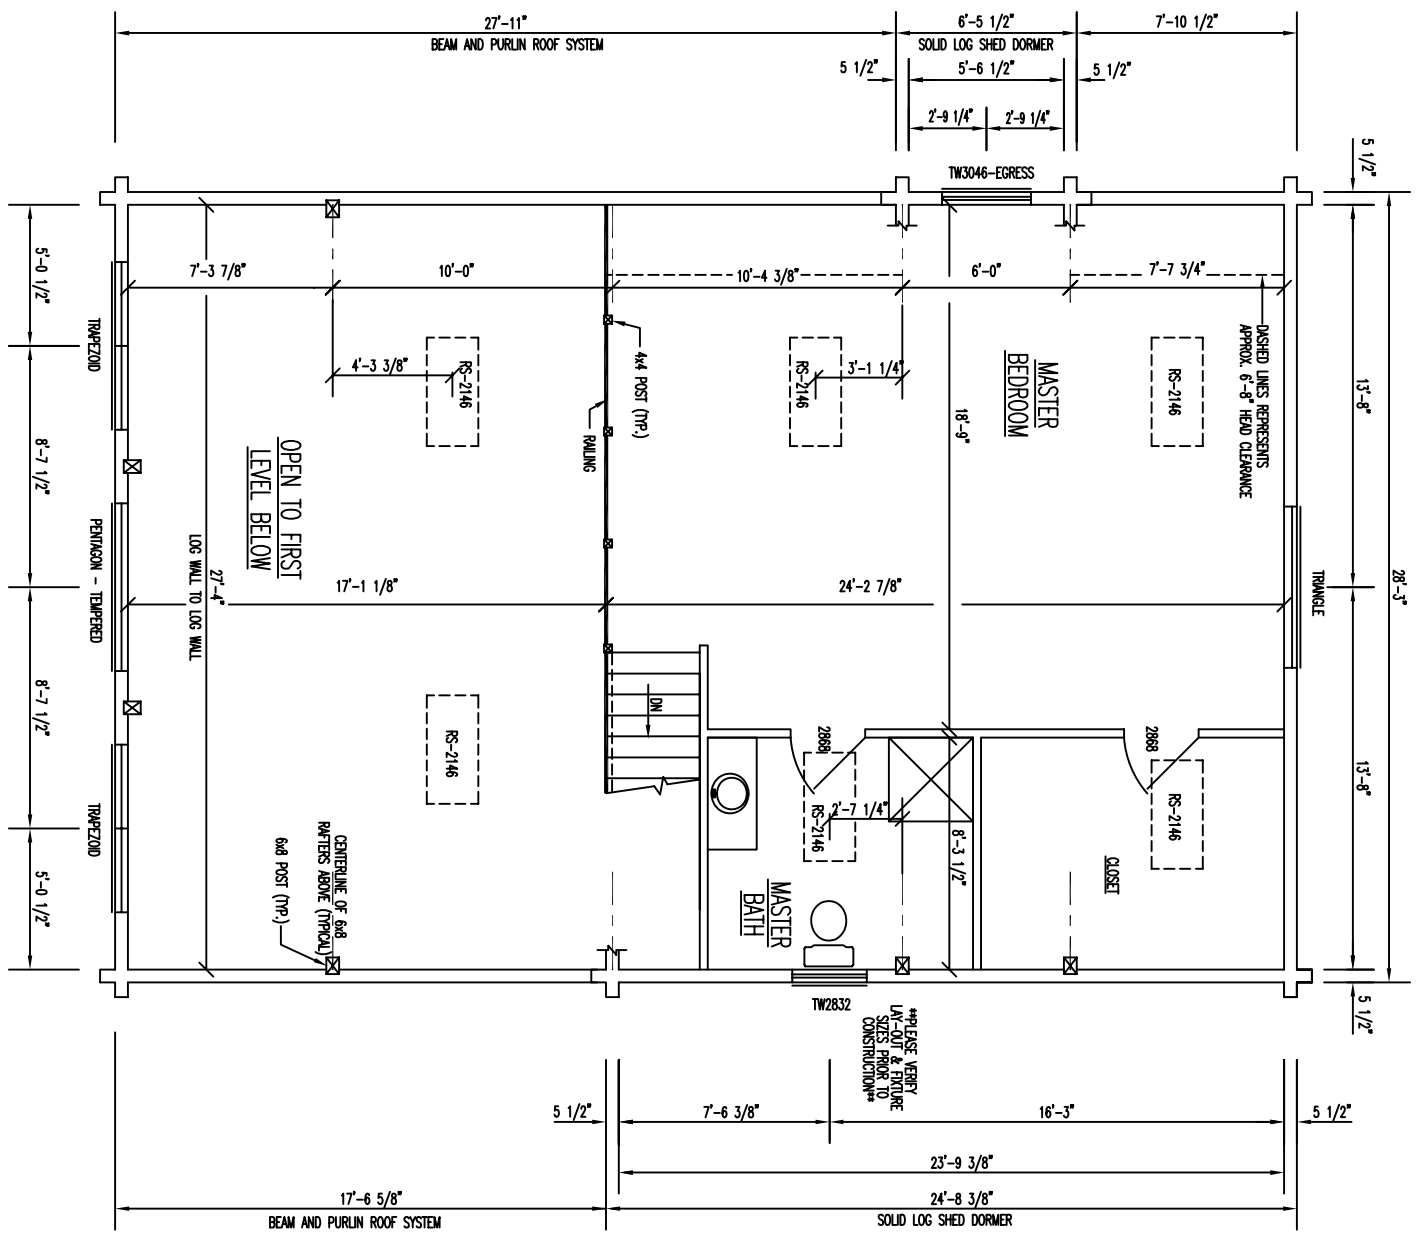 27'-11"
BEAM AND PURLIN ROOF SYSTEM
6'-5 1/2"
SOLID LOG SHED DORMER
7'-10 1/2"
5 1/2"
5'-6 1/2"
5 1/2"
2'-9 1/4"
2'-9 1/4"
5 1/2"
TW3046-EGRESS
7'-3 7/8"
10'-0"
10'-4 3/8"
6'-0"
7'-7 3/4"
5'-0 1/2"
TRAPEZOID
4'-3 3/8"
RS-2146
4x4 POST (TYP.)
RS-2146
3'-1 1/4"
MASTER
BEDROOM
RS-2146
DASHED LINES REPRESENTS
APPROX. 6'-8" HEAD CLEARANCE
13'-8"
8'-7 1/2"
OPEN TO FIRST
LEVEL BELOW
RAILING
18'-9"
PENTAGON - TEMPERED
LOG WALL TO LOG WALL
27'-4"
17'-1 1/8"
24'-2 7/8"
TRIANGLE
28'-3"
8'-7 1/2"
RS-2146
DN
2868
2868
13'-8"
TRAPEZOID
RS-2146
2'-7 1/4"
8'-3 1/2"
RS-2146
CLOSET
5'-0 1/2"
6x8 POST (TYP.)
CENTERLINE OF 6x8
RAFTERS ABOVE (TYPICAL)
MASTER
BATH
TW2832
**PLEASE VERIFY
LAY-OUT & FIXTURE
SIZES PRIOR TO
CONSTRUCTION**
5 1/2"
5 1/2"
7'-6 3/8"
16'-3"
5 1/2"
23'-9 3/8"
17'-6 5/8"
BEAM AND PURLIN ROOF SYSTEM
24'-8 3/8"
SOLID LOG SHED DORMER